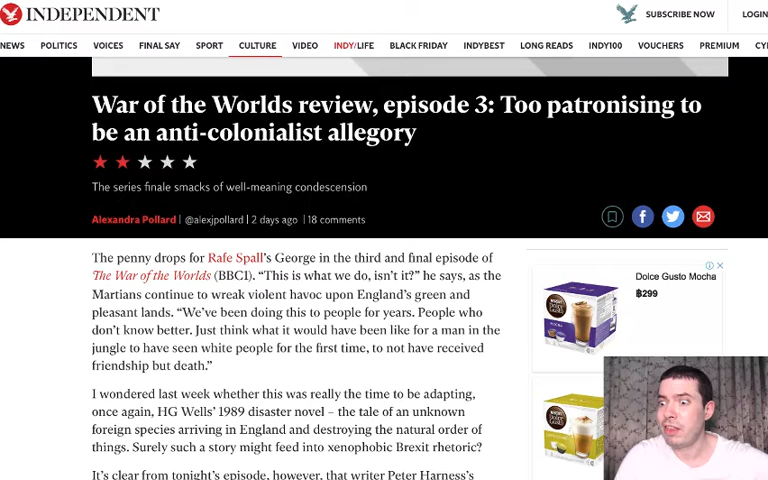 INDEPENDENT
SUBSCRIBE NOW
LOGIN
NEWS POLITICS VOICES FINAL SAY SPORT CULTURE VIDEO INDY/LIFE BLACK FRIDAY INDYBEST LONG READS INDY100 VOUCHERS PREMIUM CY
War of the Worlds review, episode 3: Too patronising to
be an anti-colonialist allegory
The series finale smacks of well-meaning condescension
Alexandra Pollard | @alexjpollard | 2 days ago | 18 comments
The penny drops for Rafe Spall's George in the third and final episode of
The War of the Worlds (BBC1). “This is what we do, isn't it?” he says, as the
Martians continue to wreak violent havoc upon England's green and
pleasant lands. “We've been doing this to people for years. People who
don't know better. Just think what it would have been like for a man in the
jungle to have seen white people for the first time, to not have received
friendship but death.”
I wondered last week whether this was really the time to be adapting,
once again, HG Wells' 1989 disaster novel – the tale of an unknown
foreign species arriving in England and destroying the natural order of
things. Surely such a story might feed into xenophobic Brexit rhetoric?
It's clear from tonight's episode, however, that writer Peter Harness's
Dolce Gusto Mocha
฿299